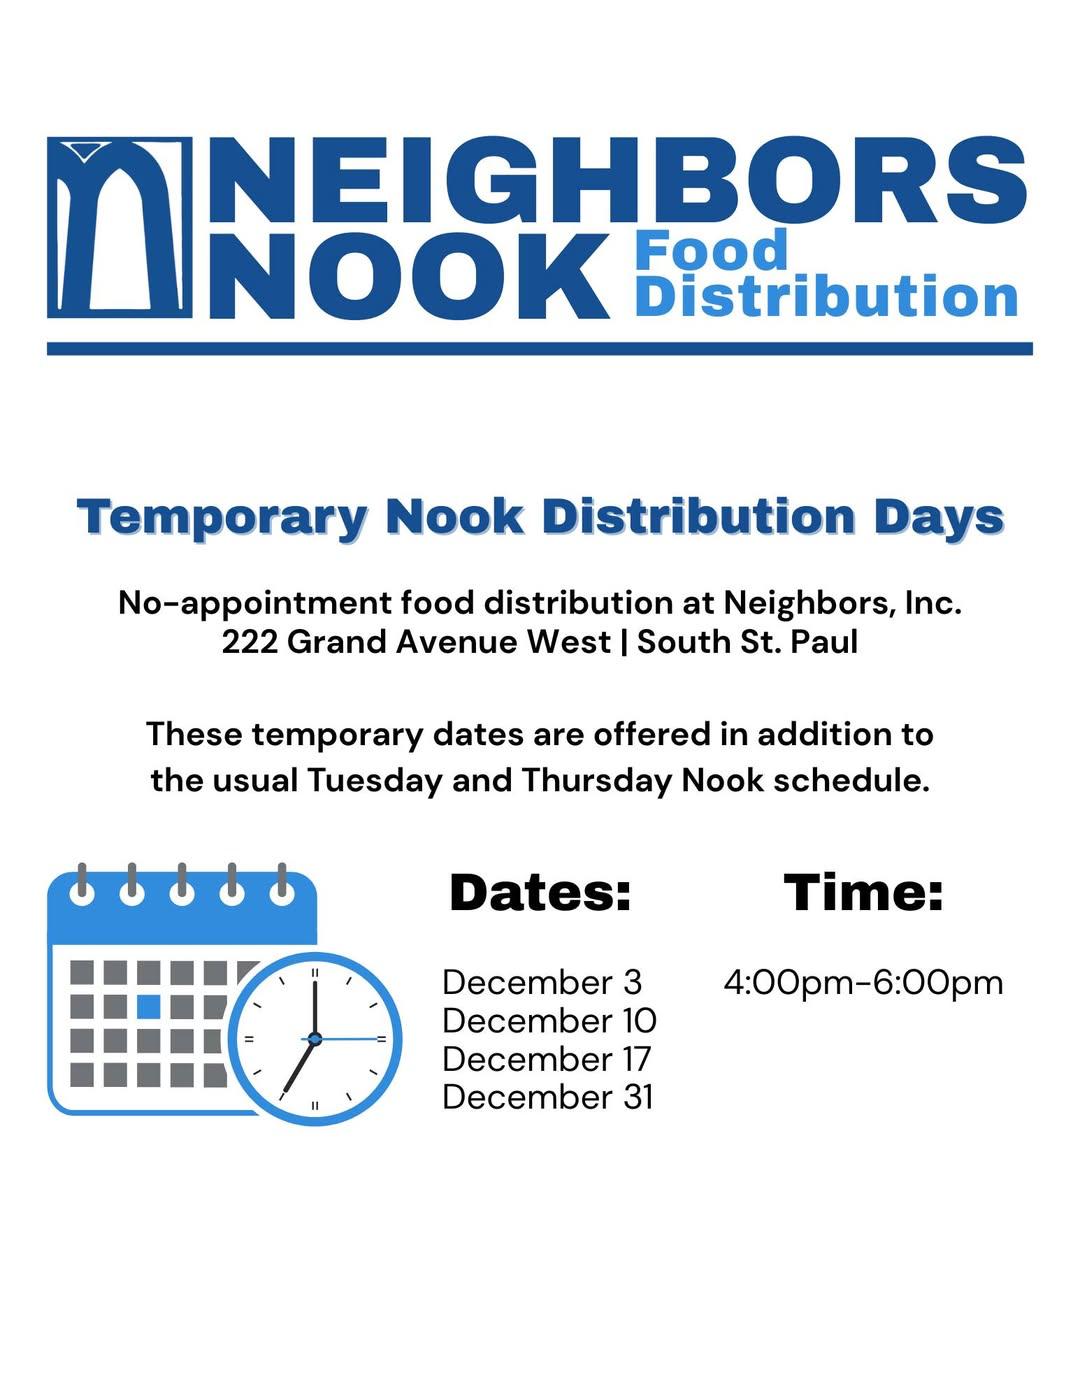 NEIGHBORS
NOOK Food
Distribution
Temporary Nook Distribution Days
No-appointment food distribution at Neighbors, Inc.
222 Grand Avenue West | South St. Paul
These temporary dates are offered in addition to
the usual Tuesday and Thursday Nook schedule.
Dates:
December 3
December 10
December 17
December 31
Time:
4:00pm-6:00pm